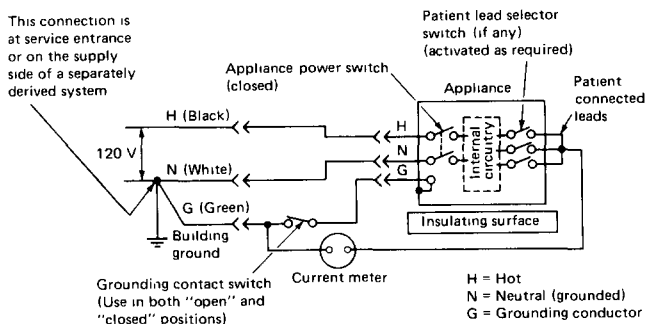 This connection is
at service entrance
or on the supply
side of a separately
derived system
Patient lead selector
switch (if any)
(activated as required)
Appliance power switch
(closed)
Appliance
Patient
connected
leads
H (Black)
H
120 V
N (White)
N
G
Internal
circuitry
G (Green)
Building
ground
Insulating surface
Grounding contact switch
(Use in both "open" and
"closed" positions)
Current meter
H = Hot
N = Neutral (grounded)
G = Grounding conductor